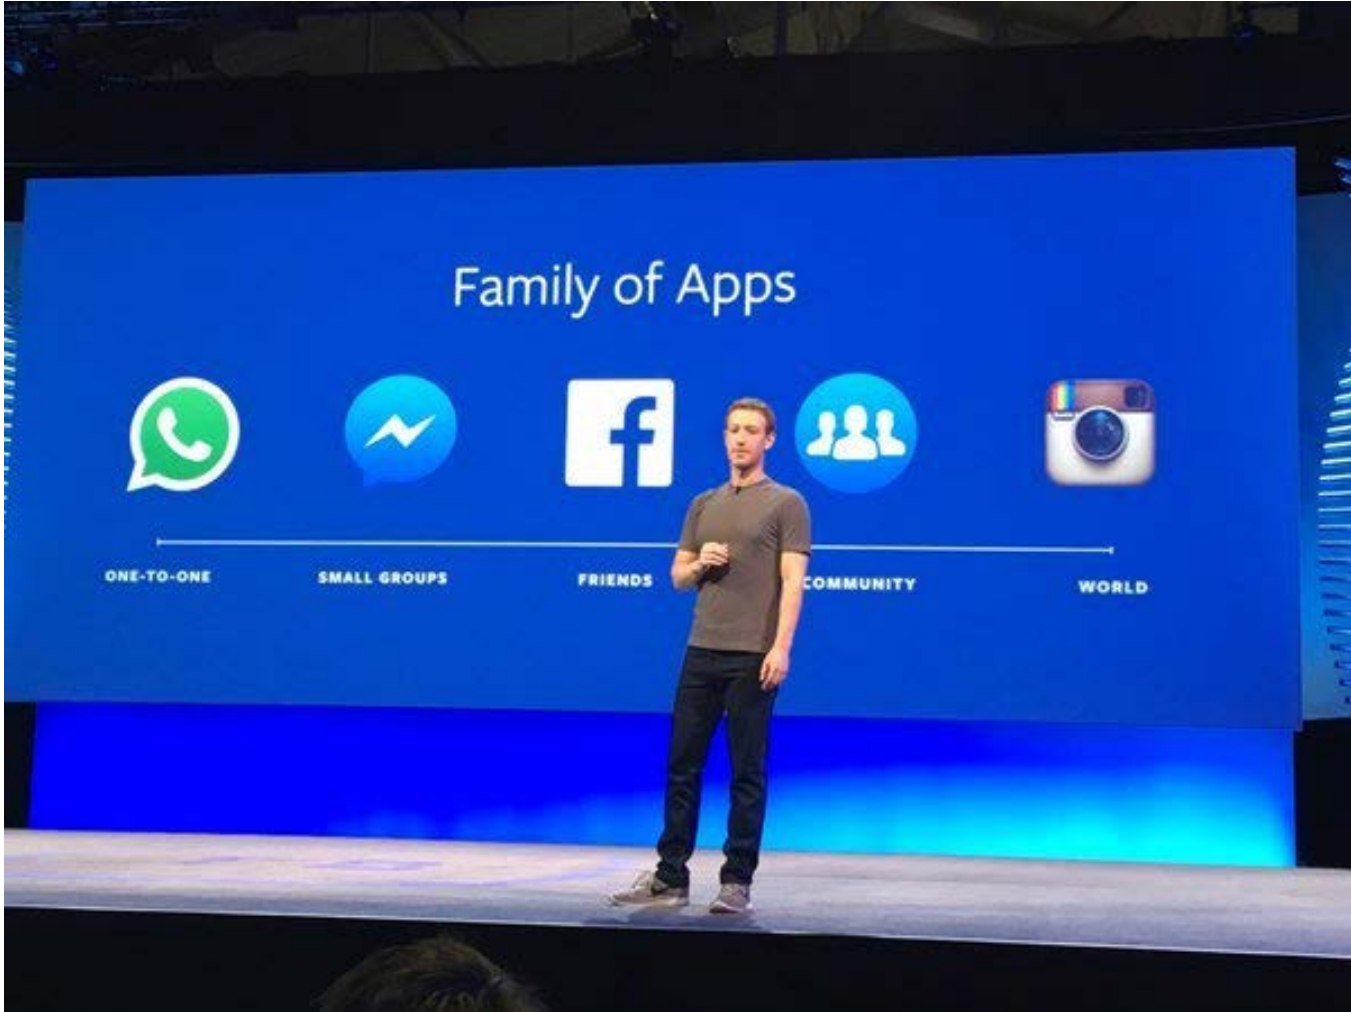 Family of Apps
ONE-TO-ONE
SMALL GROUPS
FRIENDS
COMMUNITY
WORLD